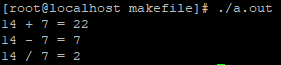 [root@localhost makefile]# ./a.out
14 + 7 = 22
14 - 7 = 7
14 / 7 = 2